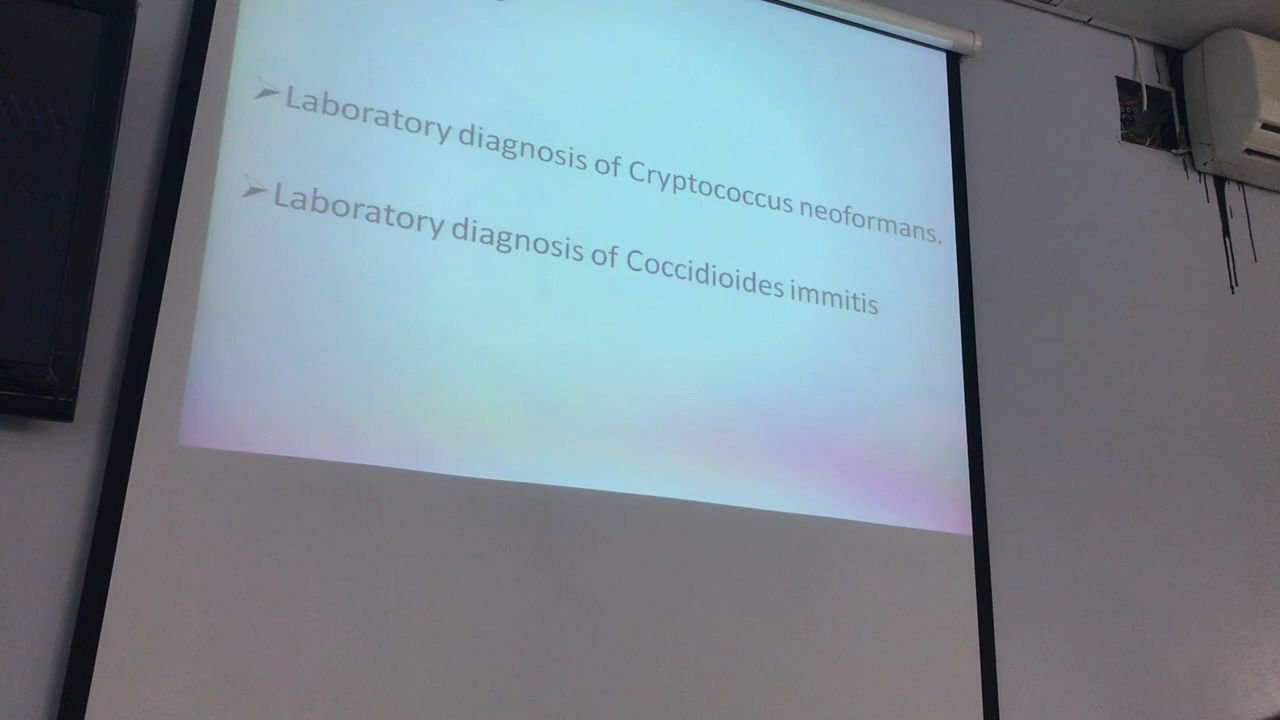 ➢Laboratory diagnosis of Cryptococcus neoformans.
➢Laboratory diagnosis of Coccidioides immitis